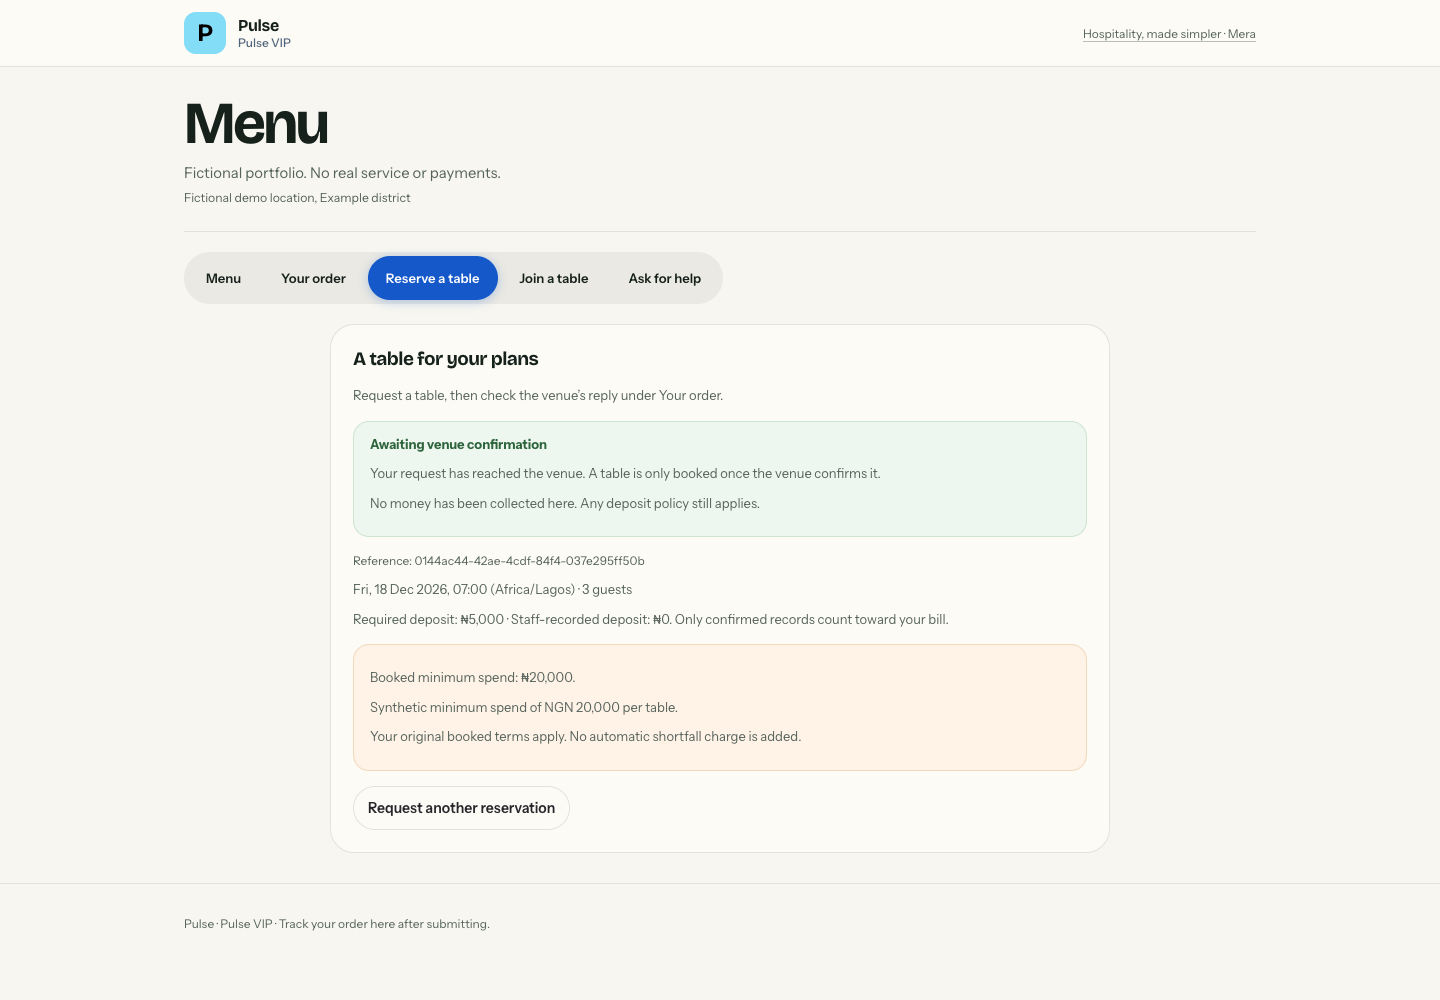 P
Pulse
Pulse VIP
Hospitality, made simpler · Mera
Menu
Fictional portfolio. No real service or payments.
Fictional demo location, Example district
Menu
Your order
Reserve a table
Join a table
Ask for help
A table for your plans
Request a table, then check the venue’s reply under Your order.
Awaiting venue confirmation
Your request has reached the venue. A table is only booked once the venue confirms it.
No money has been collected here. Any deposit policy still applies.
Reference: 0144ac44-42ae-4cdf-84f4-037e295ff50b
Fri, 18 Dec 2026, 07:00 (Africa/Lagos) · 3 guests
Required deposit: ₦5,000 · Staff-recorded deposit: ₦0. Only confirmed records count toward your bill.
Booked minimum spend: ₦20,000.
Synthetic minimum spend of NGN 20,000 per table.
Your original booked terms apply. No automatic shortfall charge is added.
Request another reservation
Pulse · Pulse VIP · Track your order here after submitting.